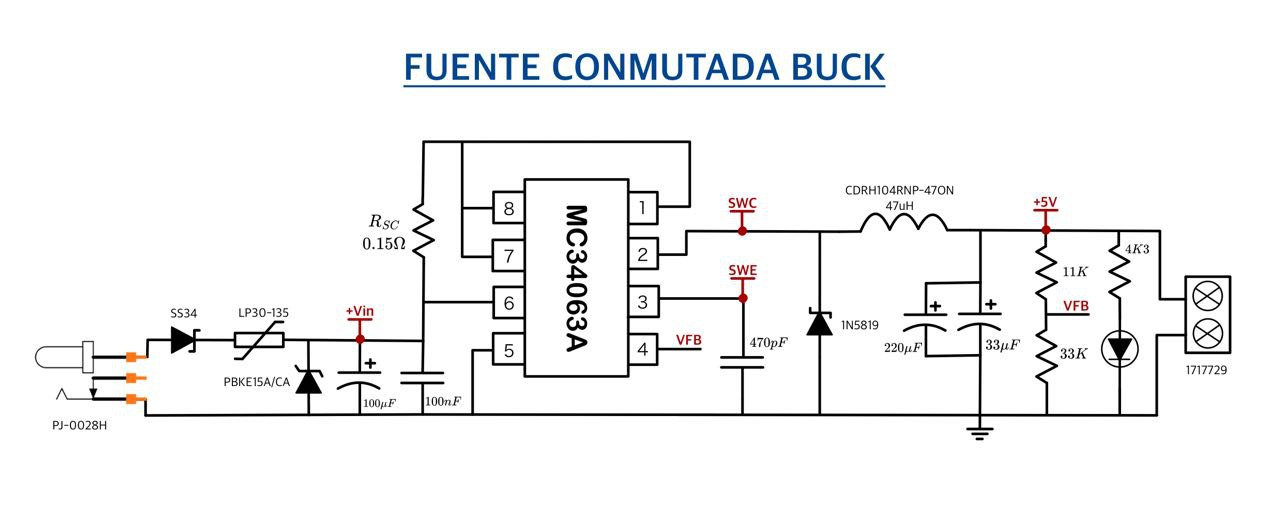 FUENTE CONMUTADA BUCK
R_SC
0.15Ω
8
7
6
5
MC34063A
1
2
3
4
SWC
SWE
VFB
470pF
CDRH104RNP-470N
47uH
1N5819
220μF
33μF
+5V
11K
VFB
33K
4K3
1717729
SS34
LP30-135
+Vin
PBKE15A/CA
100μF
100nF
PJ-0028H